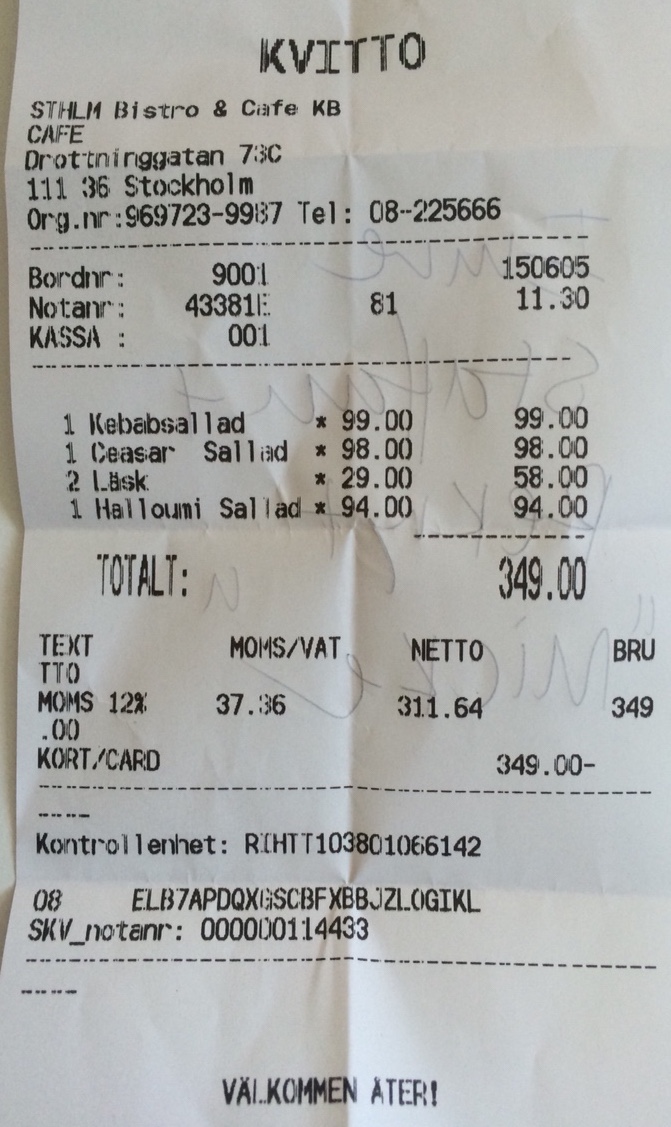 KVITTO
STHLM Bistro & Cafe KB
CAFE
Drottninggatan 73C
111 36 Stockholm
Org.nr:969723-9987 Tel: 08-225666
Bordnr: 9001 150605
Notanr: 81 11.30
KASSA : 001
1 Kebabsallad * 99.00 99.00
1 Ceasar Sallad * 98.00 98.00
2 Läsk * 29.00 58.00
1 Halloumi Sallad * 94.00 94.00
TOTALT: 349.00
TEXT MOMS/VAT NETTO BRU
TTO
MOMS 12% 37.36 311.64 349
.00
KORT/CARD 349.00-
Kontrollenhet: RIHTT103801066142
08 ELB7APDQXGSCBFXBBJZLOGIKL
SKV_notanr: 000000114433
VÄLKOMMEN ÅTER!